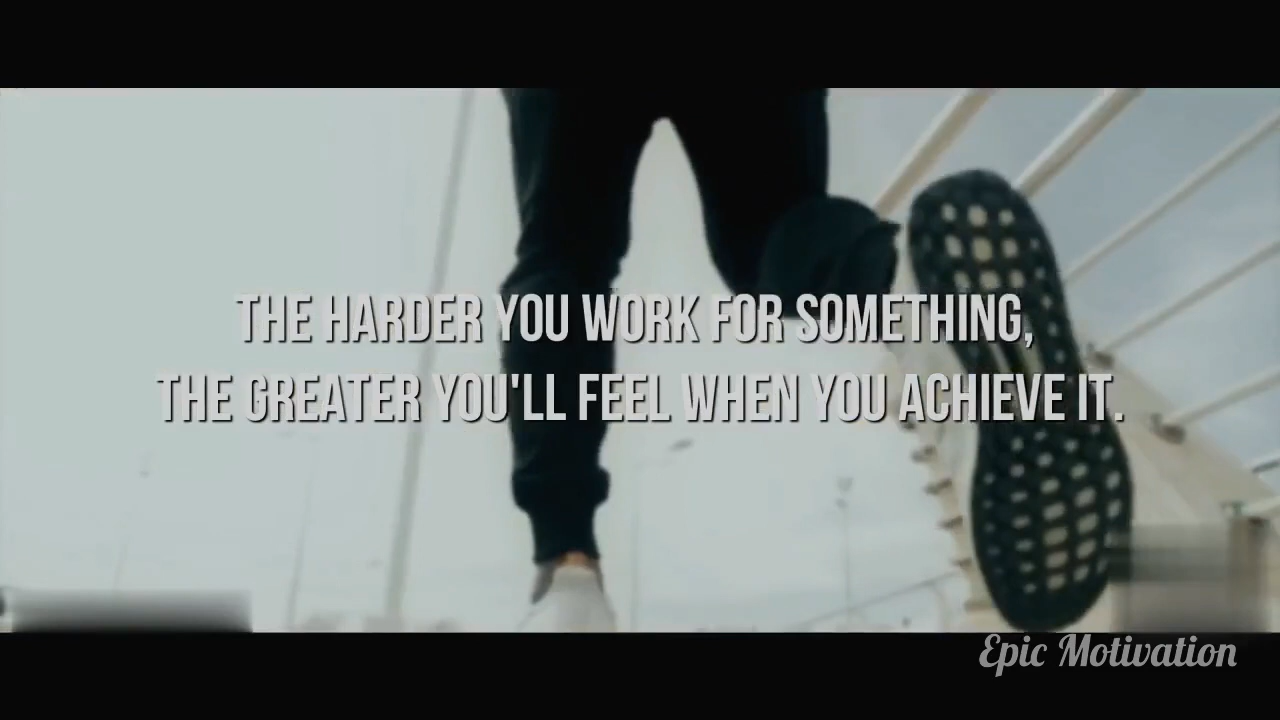 THE HARDER YOU WORK FOR SOMETHING,
THE GREATER YOU'LL FEEL WHEN YOU ACHIEVE IT.
Epic Motivation